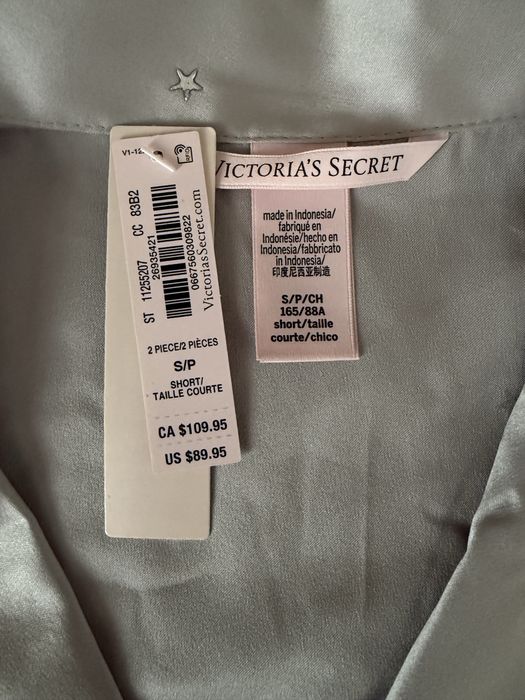 V1-12
RFID
ST 11255207 CC 83B2
26935421
0667560309822
VictoriasSecret.com
2 PIECE/2 PIÈCES
S/P
SHORT/
TAILLE COURTE
CA $109.95
US $89.95
VICTORIA'S SECRET
made in Indonesia/
fabriqué en
Indonésie/hecho en
Indonesia/fabbricato
in Indonesia/
印度尼西亚制造
S/P/CH
165/88A
short/taille
courte/chico